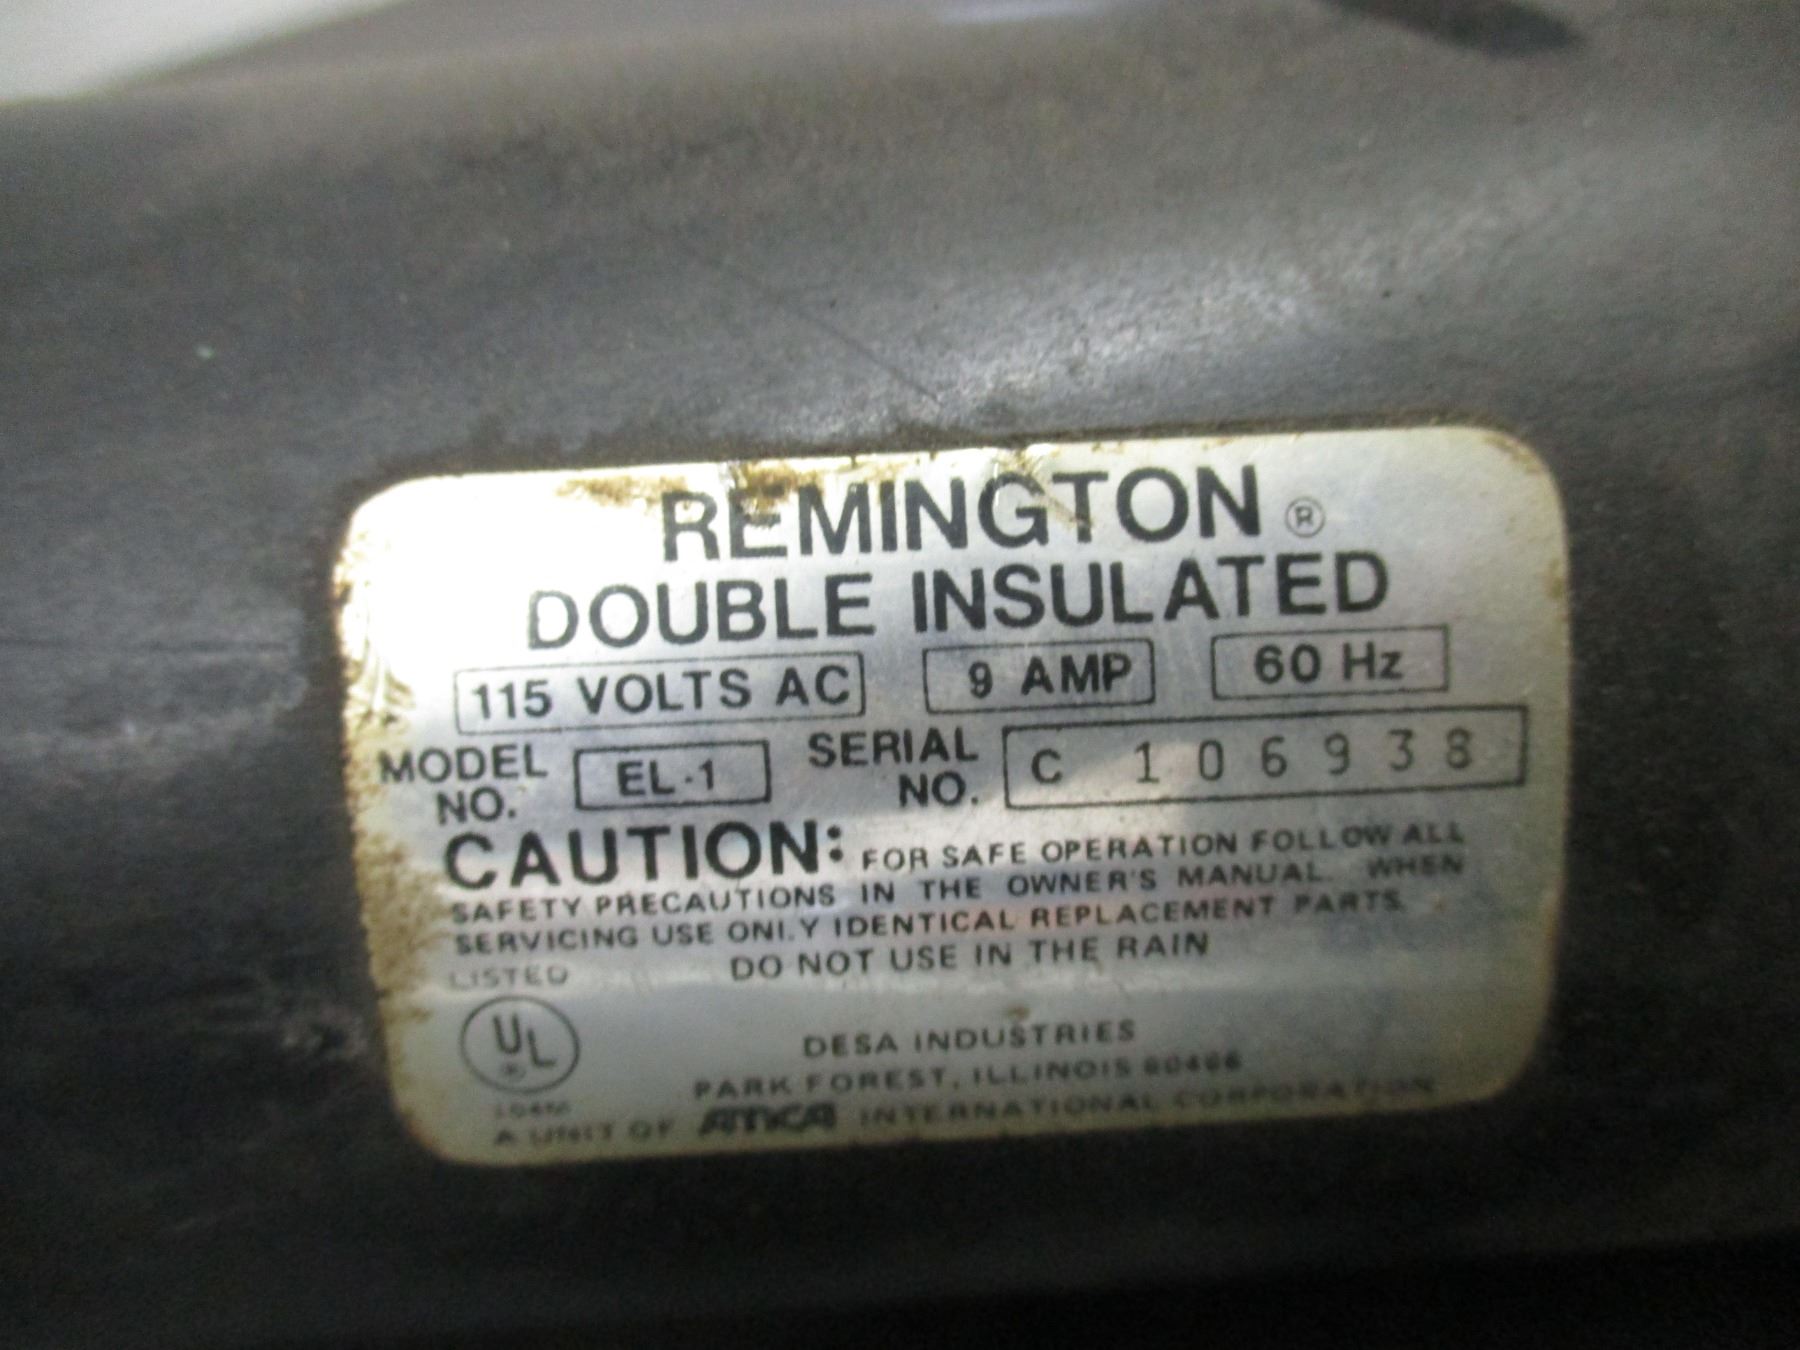 REMINGTON ®
DOUBLE INSULATED
115 VOLTS AC 9 AMP 60 Hz
MODEL NO. EL-1 SERIAL NO. C 106938
CAUTION: FOR SAFE OPERATION FOLLOW ALL
SAFETY PRECAUTIONS IN THE OWNER'S MANUAL. WHEN
SERVICING USE ONLY IDENTICAL REPLACEMENT PARTS.
DO NOT USE IN THE RAIN
LISTED
UL ®
DESA INDUSTRIES
PARK FOREST, ILLINOIS 60466
A UNIT OF AMCA INTERNATIONAL CORPORATION